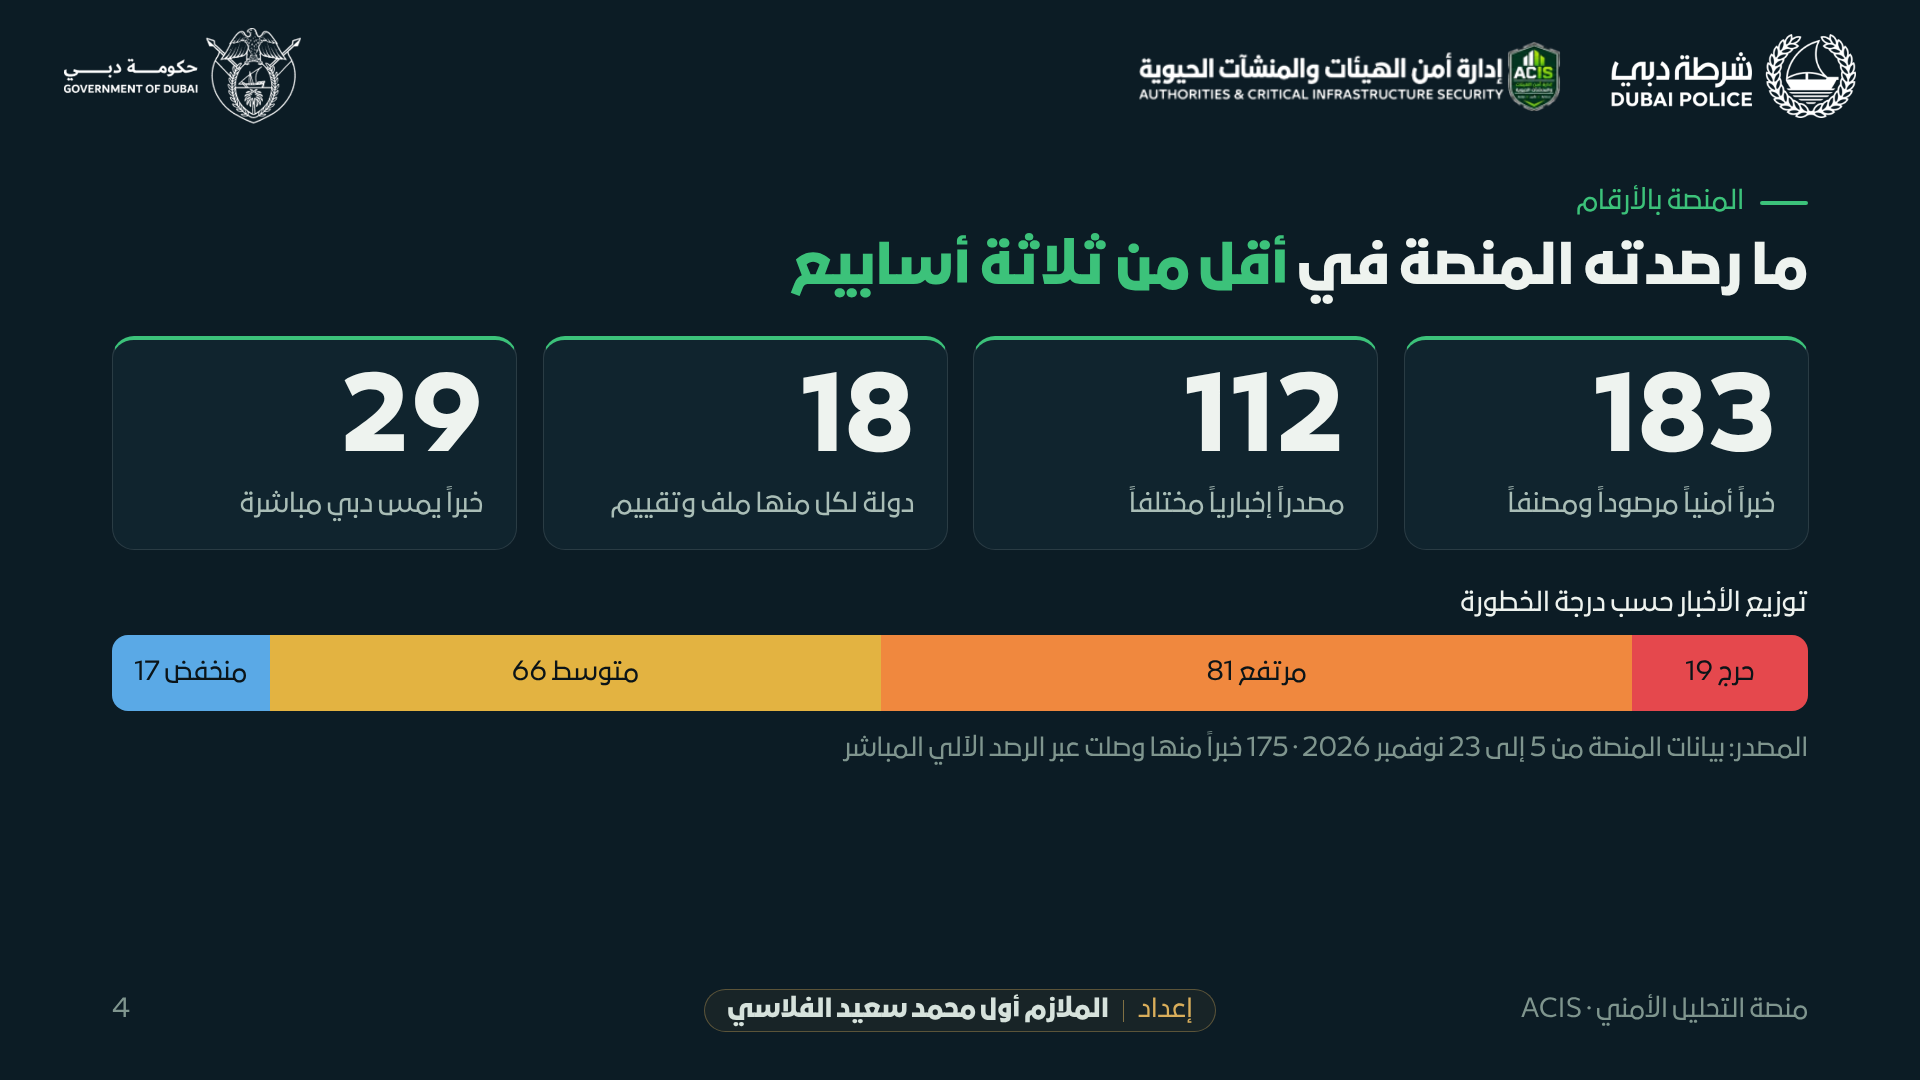 شرطة دبي
DUBAI POLICE
إدارة أمن الهيئات والمنشآت الحيوية
AUTHORITIES & CRITICAL INFRASTRUCTURE SECURITY
ACIS
حكومة دبي
GOVERNMENT OF DUBAI
المنصة بالأرقام
ما رصدته المنصة في أقل من ثلاثة أسابيع
183
خبراً أمنياً مرصوداً ومصنفاً
112
مصدراً إخبارياً مختلفاً
18
دولة لكل منها ملف وتقييم
29
خبراً يمس دبي مباشرة
توزيع الأخبار حسب درجة الخطورة
حرج 19
مرتفع 81
متوسط 66
منخفض 17
المصدر: بيانات المنصة من 5 إلى 23 نوفمبر 2026 · 175 خبراً منها وصلت عبر الرصد الآلي المباشر
منصة التحليل الأمني · ACIS
إعداد | الملازم أول محمد سعيد الفلاسي
4